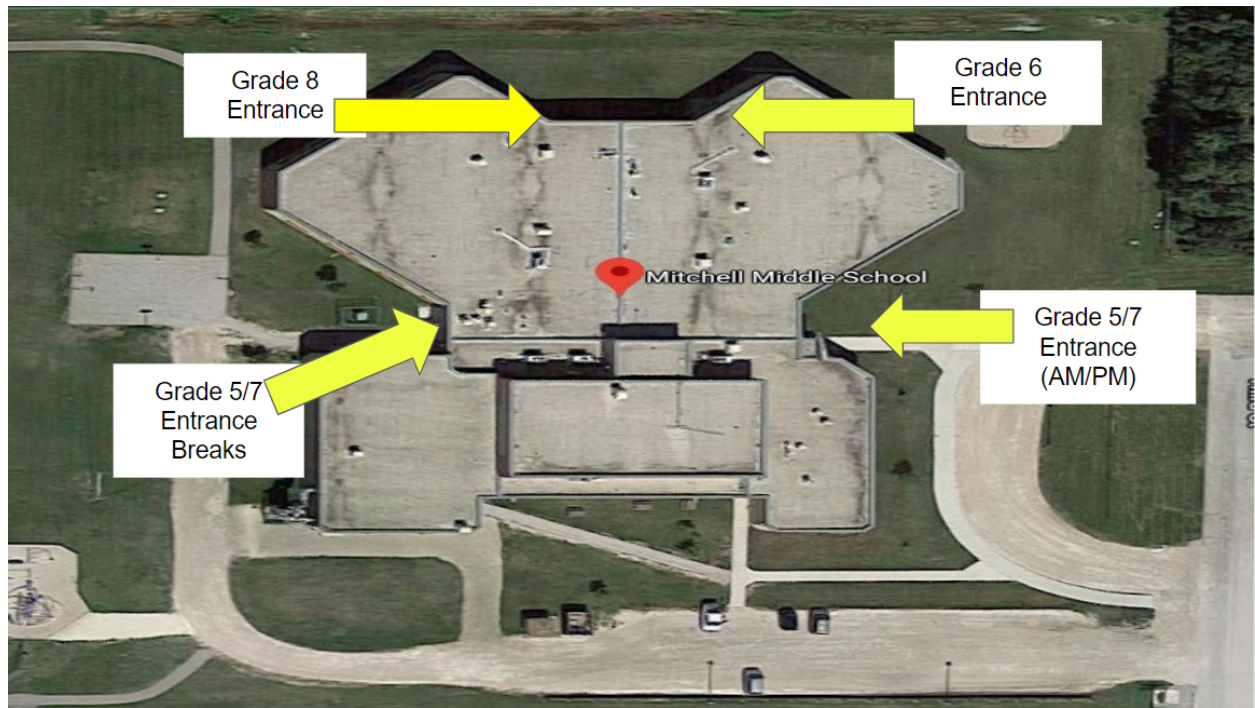 Grade 8
Entrance
Grade 6
Entrance
Mitchell Middle School
Grade 5/7
Entrance
(AM/PM)
Grade 5/7
Entrance
Breaks